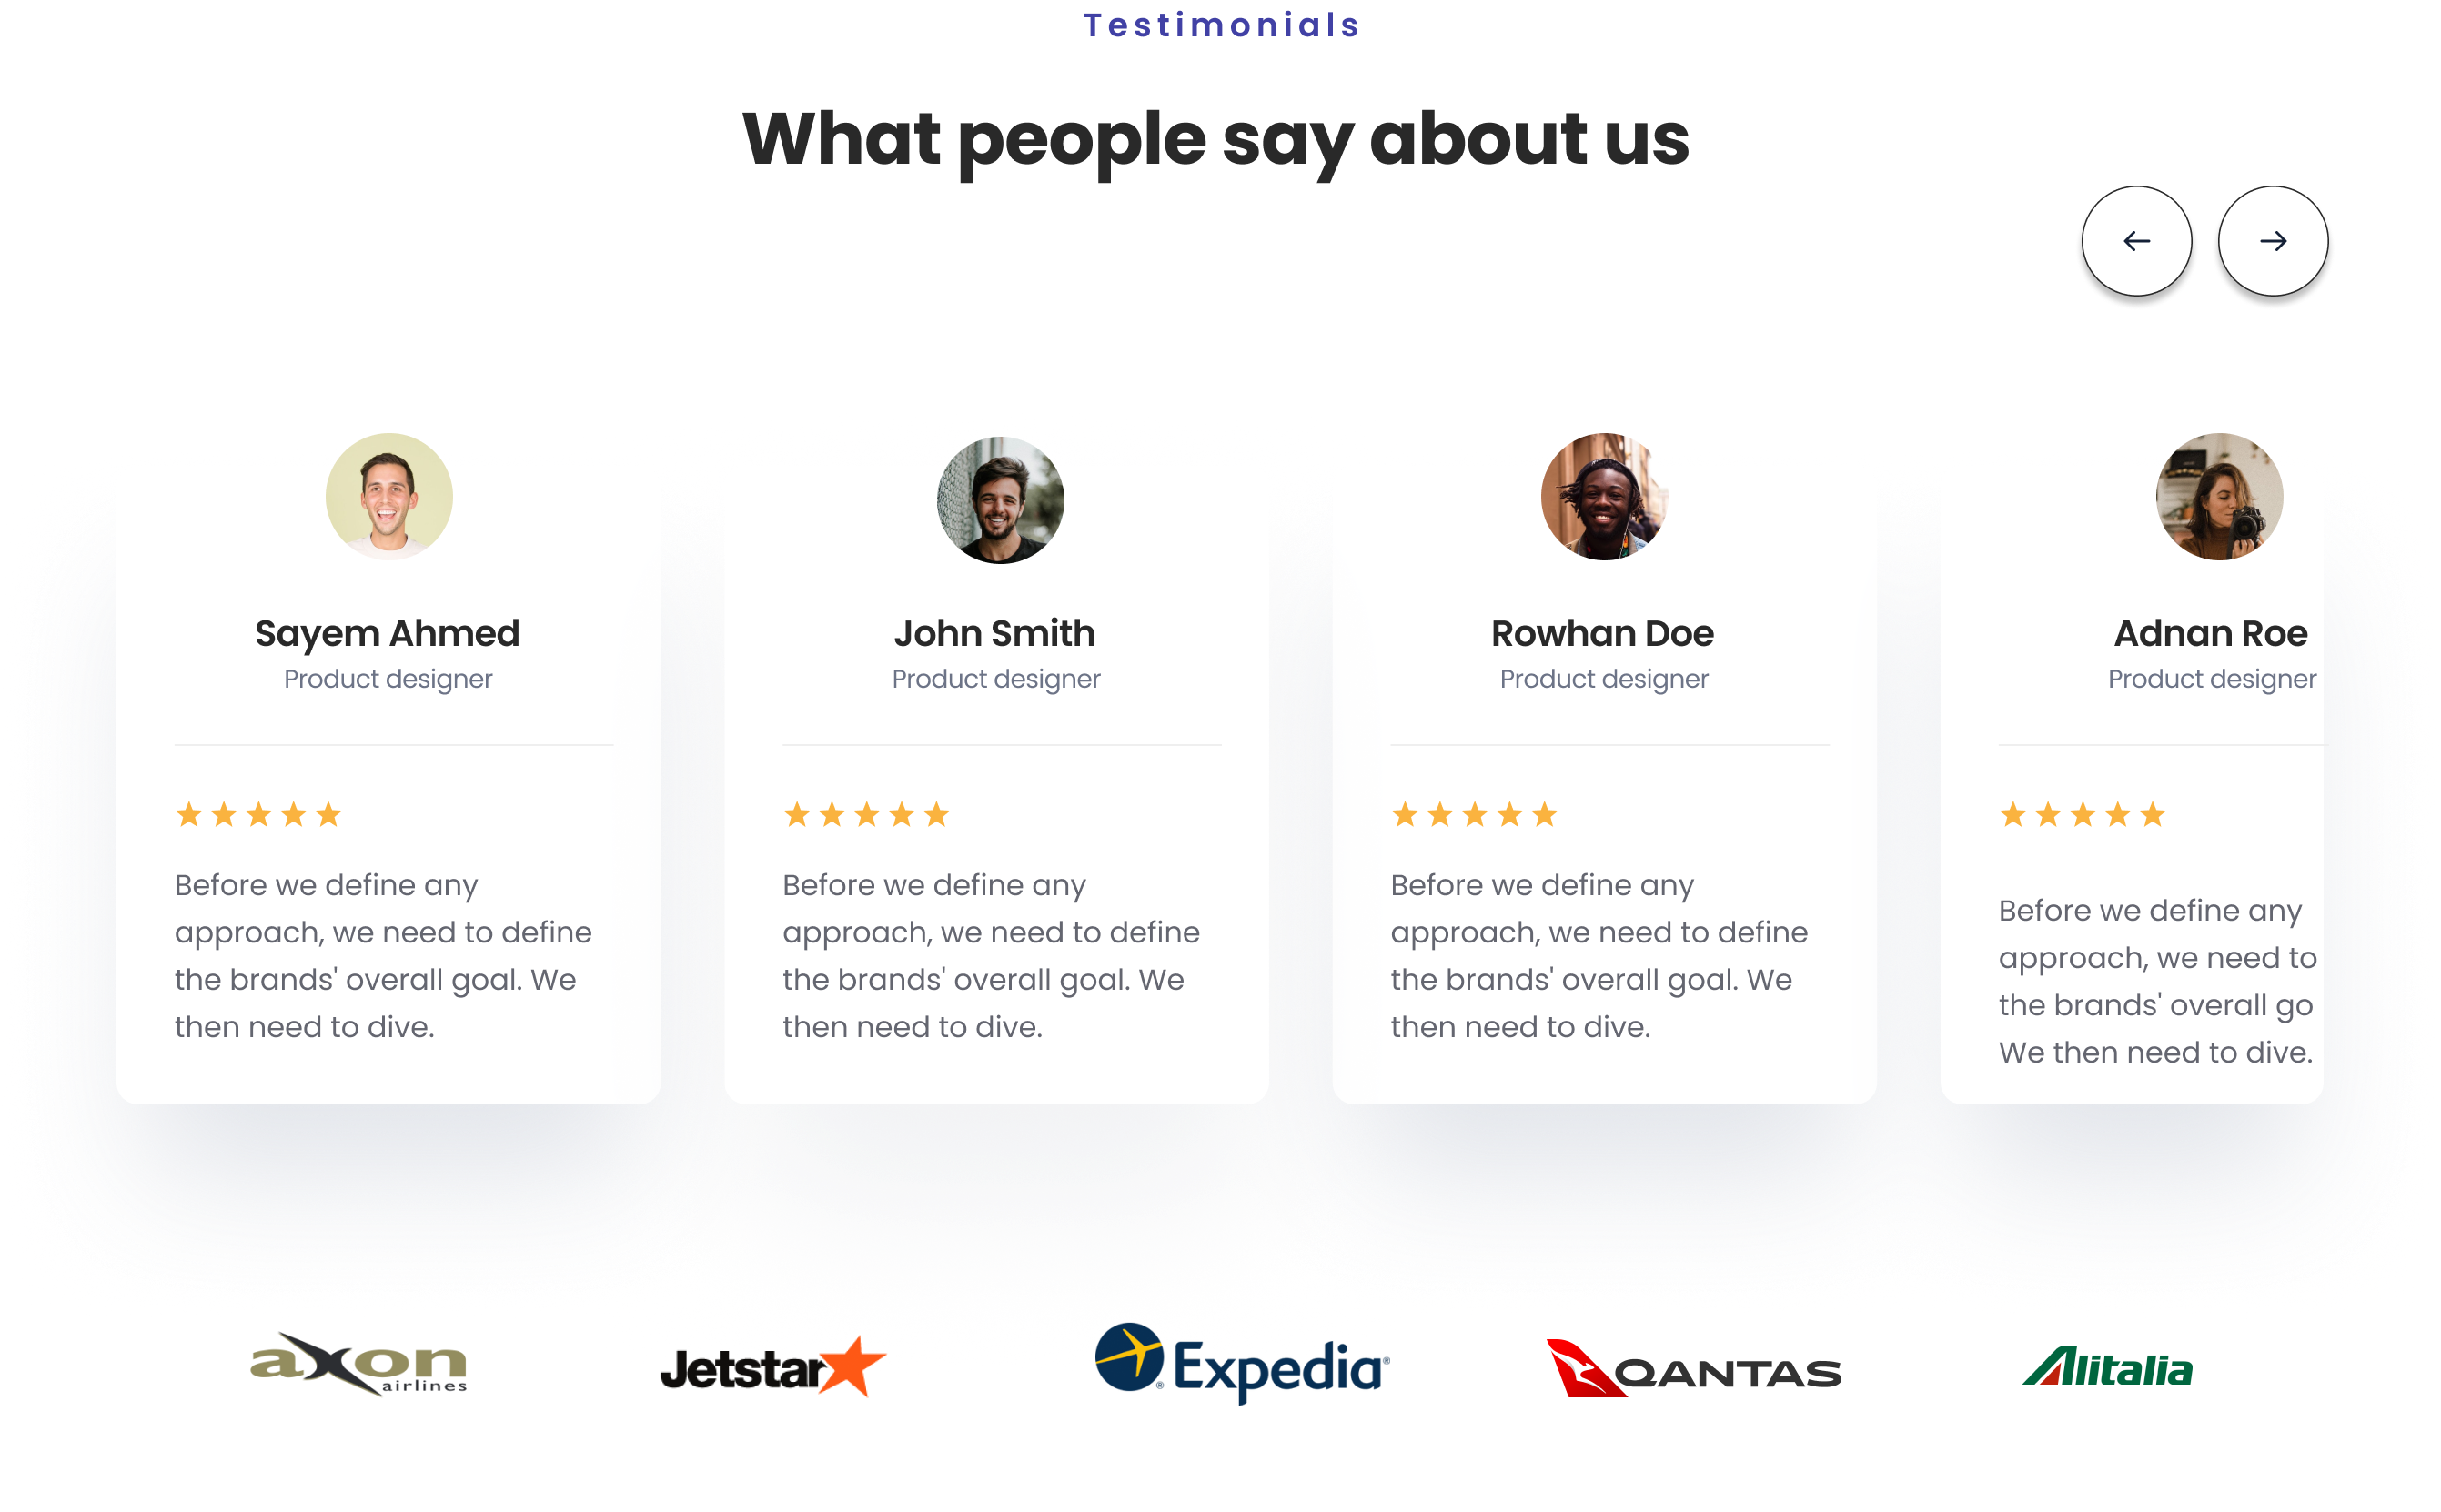 Testimonials
What people say about us
Sayem Ahmed
Product designer
Before we define any
approach, we need to define
the brands' overall goal. We
then need to dive.
John Smith
Product designer
Before we define any
approach, we need to define
the brands' overall goal. We
then need to dive.
Rowhan Doe
Product designer
Before we define any
approach, we need to define
the brands' overall goal. We
then need to dive.
Adnan Roe
Product designer
Before we define any
approach, we need to
the brands' overall go
We then need to dive.
axon
airlines
Jetstar
Expedia®
QANTAS
Alitalia